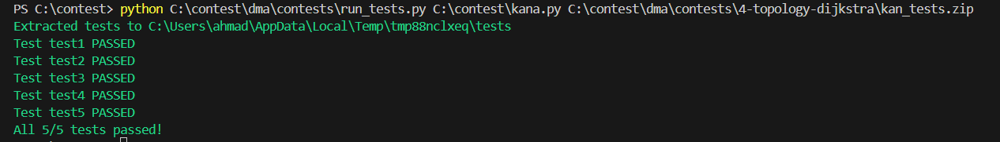 PS C:\contest> python C:\contest\dma\contests\run_tests.py C:\contest\kana.py C:\contest\dma\contests\4-topology-dijkstra\kan_tests.zip
Extracted tests to C:\Users\ahmad\AppData\Local\Temp\tmp88nclxeq\tests
Test test1 PASSED
Test test2 PASSED
Test test3 PASSED
Test test4 PASSED
Test test5 PASSED
All 5/5 tests passed!